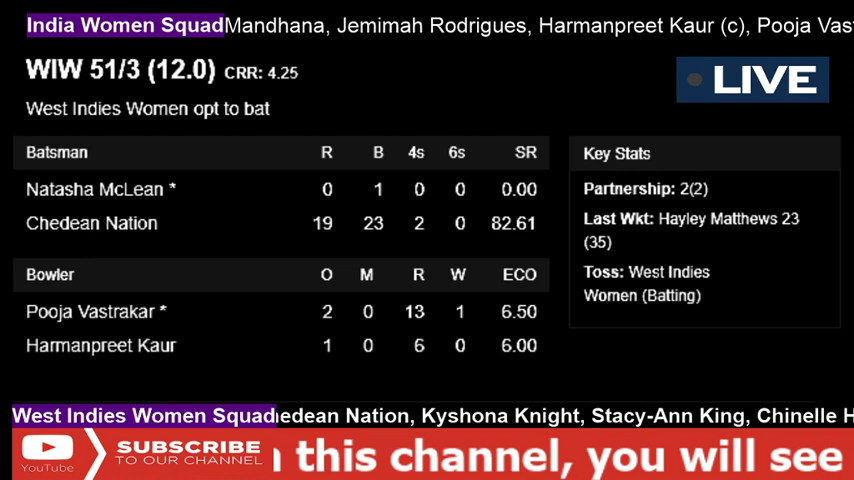 India Women Squad Mandhana, Jemimah Rodrigues, Harmanpreet Kaur (c), Pooja Vast
WIW 51/3 (12.0) CRR: 4.25
LIVE
West Indies Women opt to bat
Batsman R B 4s 6s SR
Natasha McLean * 0 1 0 0 0.00
Chedean Nation 19 23 2 0 82.61
Bowler O M R W ECO
Pooja Vastrakar * 2 0 13 1 6.50
Harmanpreet Kaur 1 0 6 0 6.00
Key Stats
Partnership: 2(2)
Last Wkt: Hayley Matthews 23
(35)
Toss: West Indies
Women (Batting)
West Indies Women Squad hedean Nation, Kyshona Knight, Stacy-Ann King, Chinelle H
YouTube
SUBSCRIBE
TO OUR CHANNEL
n this channel, you will see